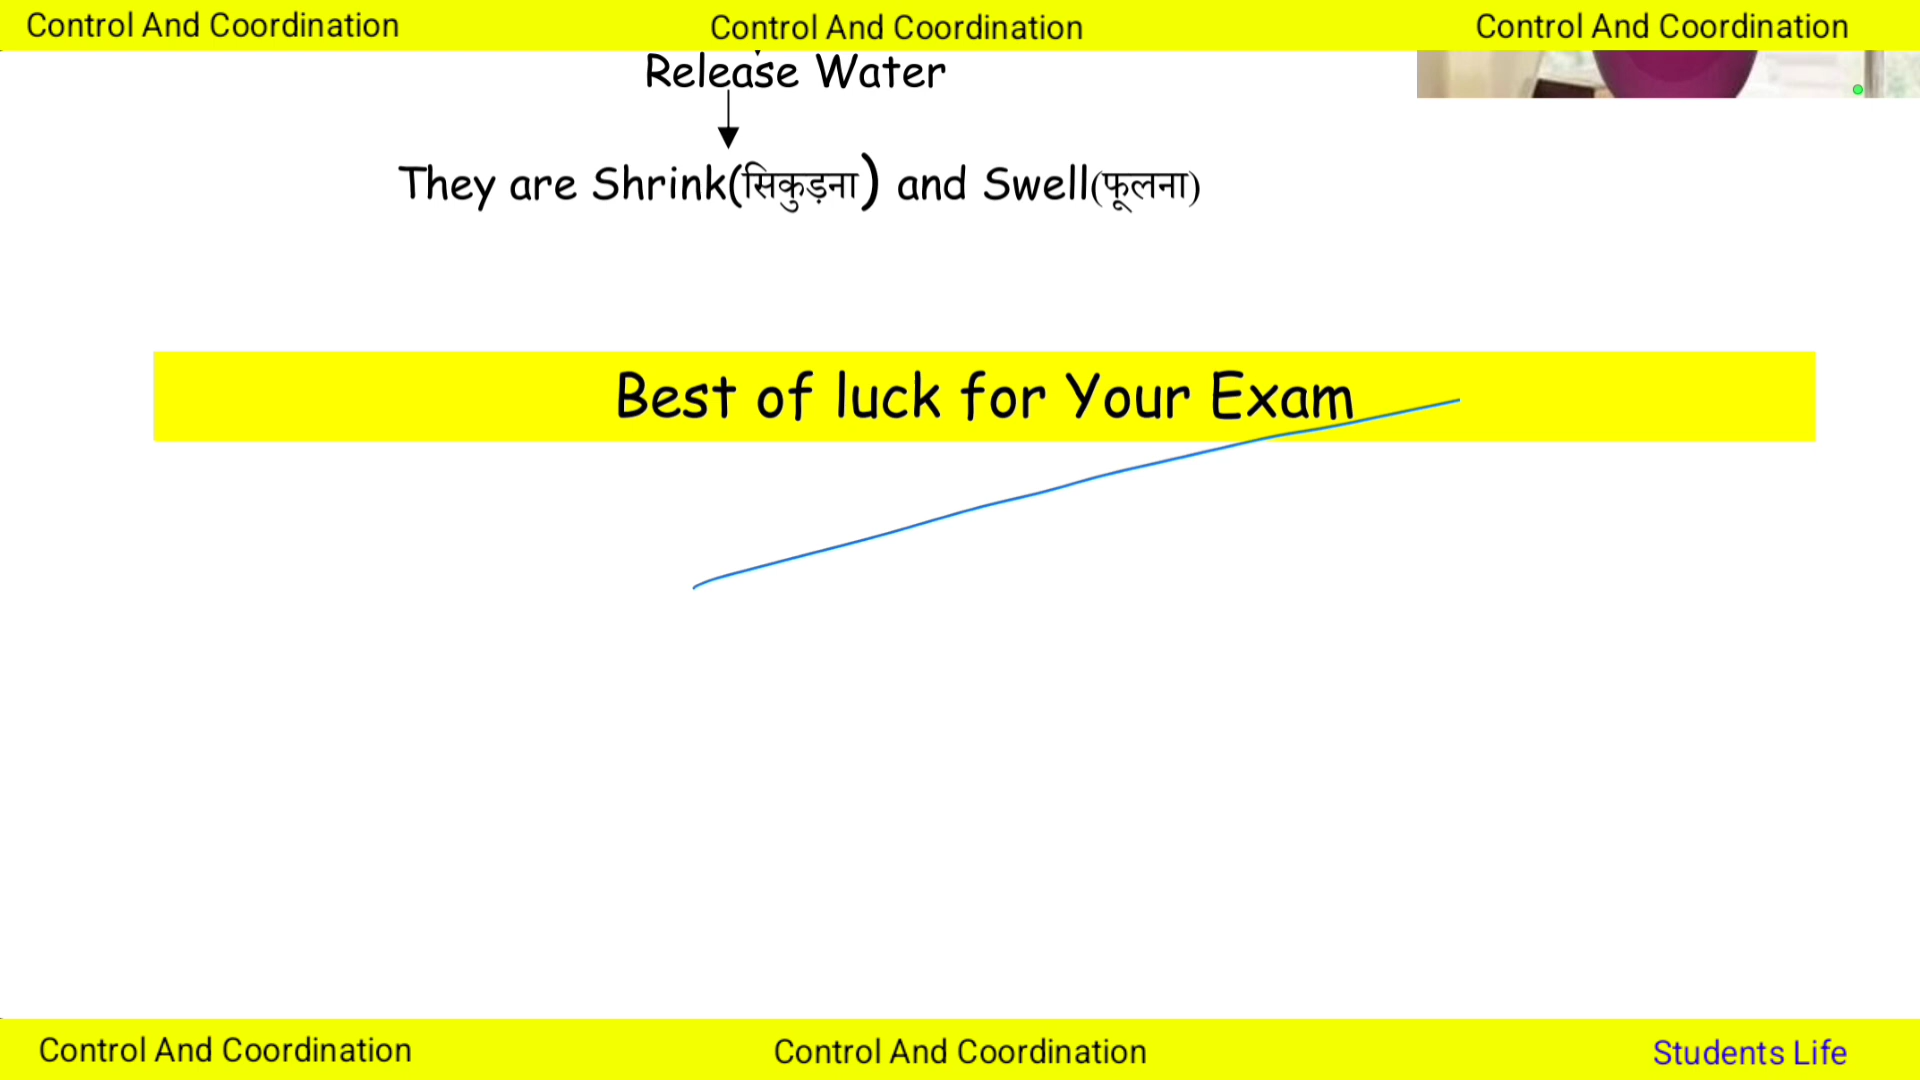 Control And Coordination Control And Coordination Control And Coordination
Release Water
They are Shrink(सिकुड़ना) and Swell(फूलना)
Best of luck for Your Exam
Control And Coordination Control And Coordination Students Life